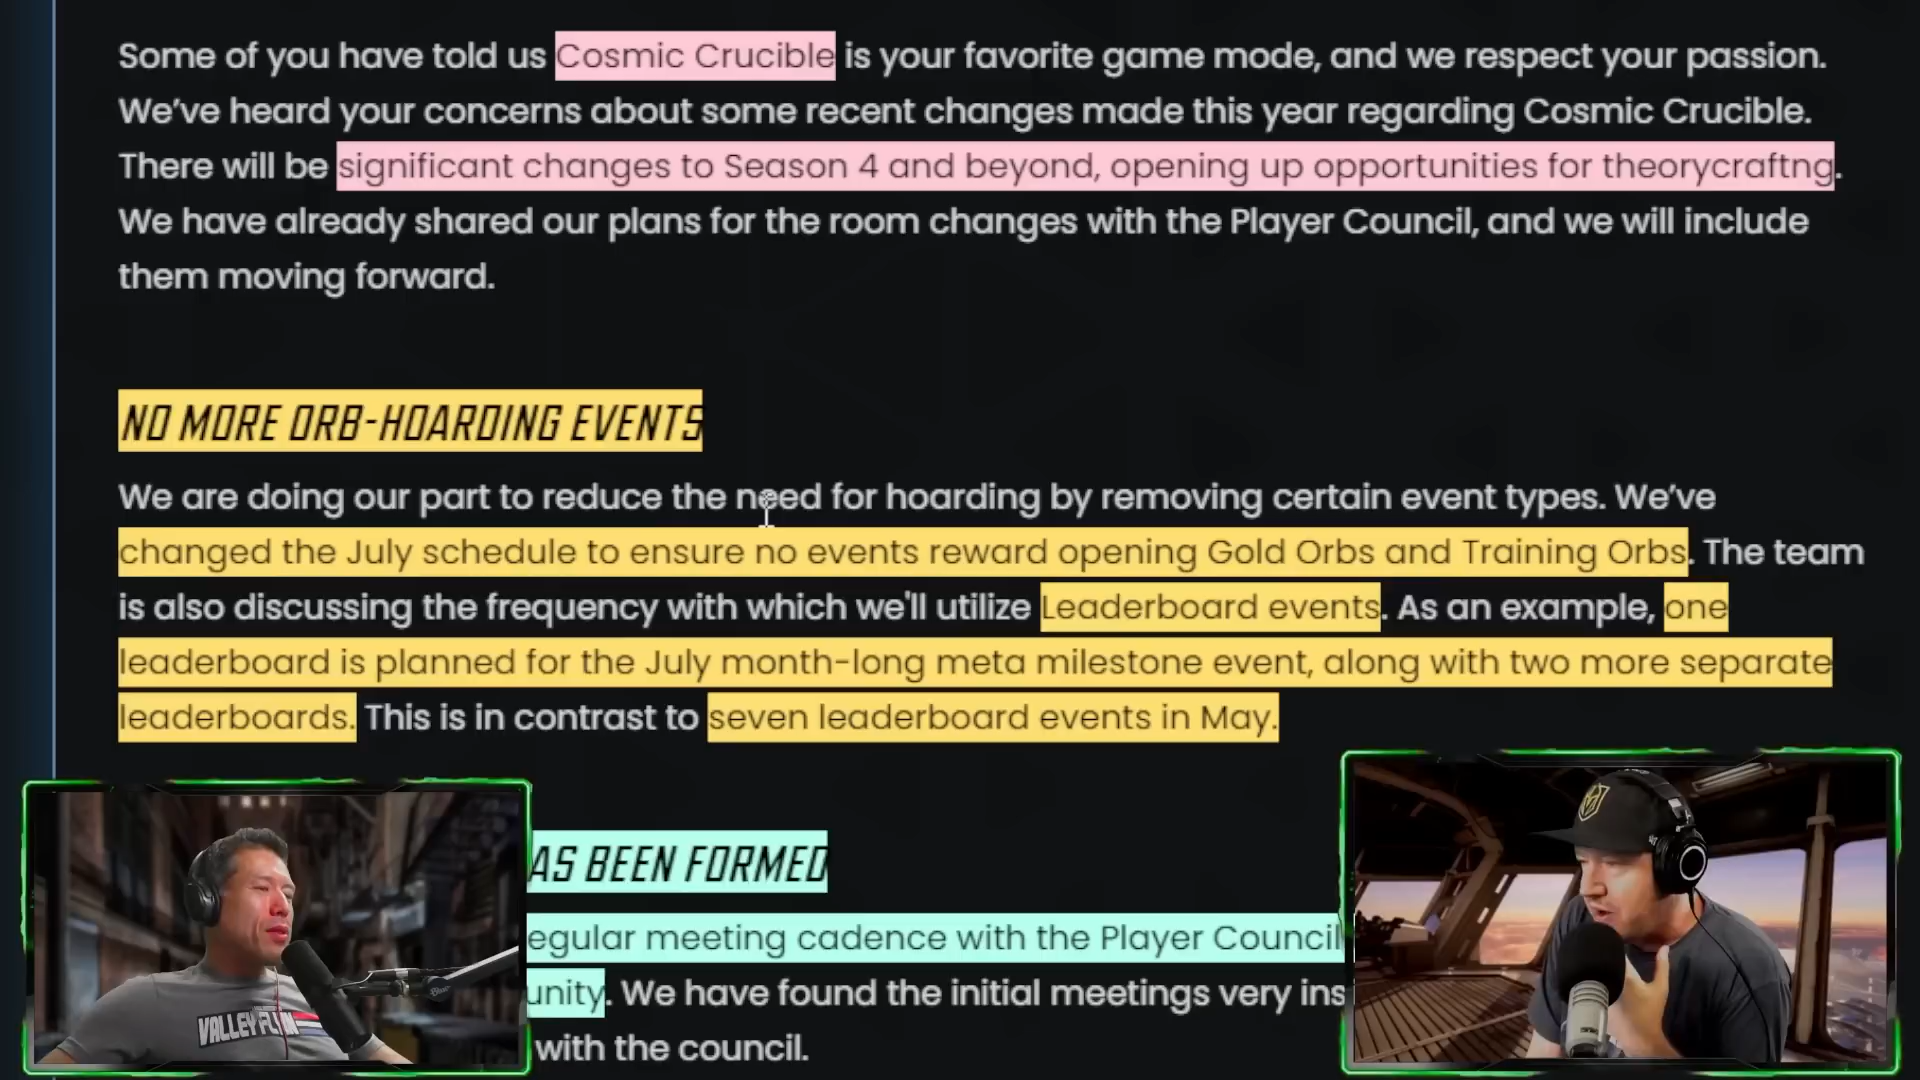 Some of you have told us Cosmic Crucible is your favorite game mode, and we respect your passion.
We've heard your concerns about some recent changes made this year regarding Cosmic Crucible.
There will be significant changes to Season 4 and beyond, opening up opportunities for theorycraftng.
We have already shared our plans for the room changes with the Player Council, and we will include
them moving forward.
NO MORE ORB-HOARDING EVENTS
We are doing our part to reduce the need for hoarding by removing certain event types. We've
changed the July schedule to ensure no events reward opening Gold Orbs and Training Orbs. The team
is also discussing the frequency with which we'll utilize Leaderboard events. As an example, one
leaderboard is planned for the July month-long meta milestone event, along with two more separate
leaderboards. This is in contrast to seven leaderboard events in May.
AS BEEN FORMED
egular meeting cadence with the Player Council
unity. We have found the initial meetings very ins
with the council.